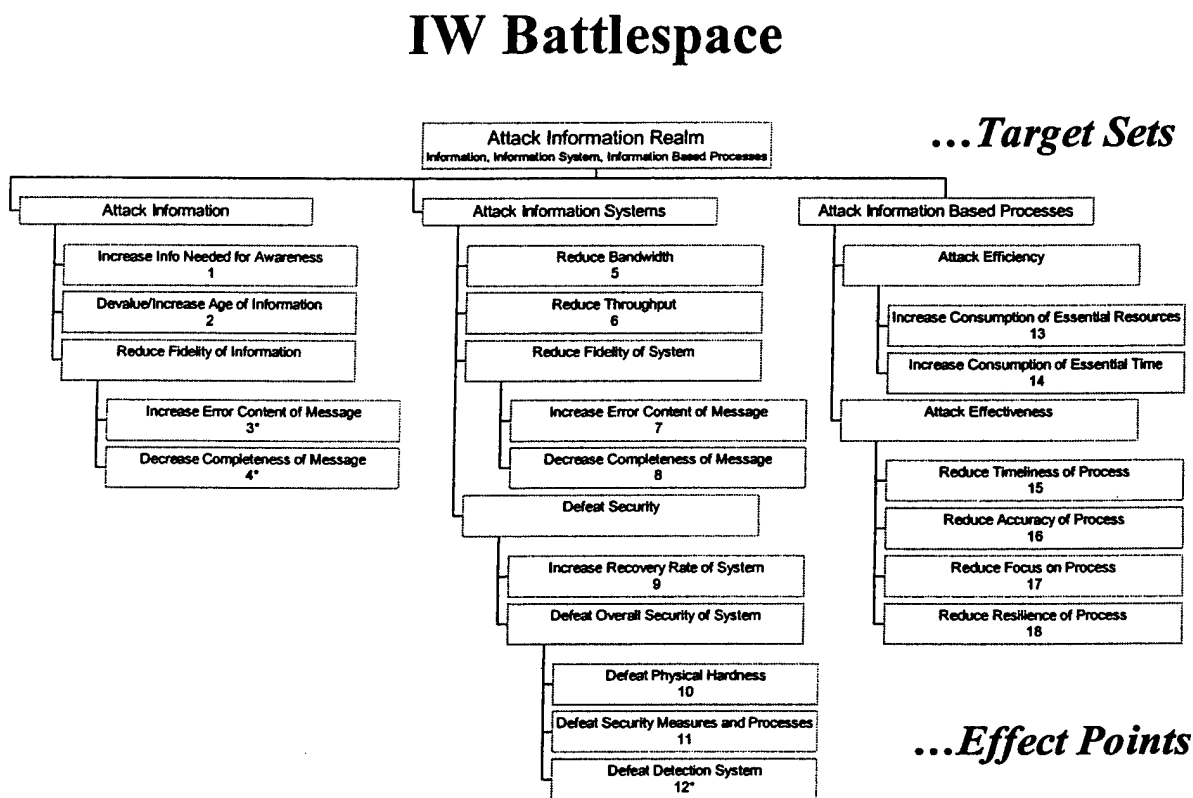 IW Battlespace
...Target Sets
Attack Information Realm
Information, Information System, Information Based Processes
Attack Information
Increase Info Needed for Awareness
1
Devalue/Increase Age of Information
2
Reduce Fidelity of Information
Increase Error Content of Message
3*
Decrease Completeness of Message
4*
Attack Information Systems
Reduce Bandwidth
5
Reduce Throughput
6
Reduce Fidelity of System
Increase Error Content of Message
7
Decrease Completeness of Message
8
Defeat Security
Increase Recovery Rate of System
9
Defeat Overall Security of System
Defeat Physical Hardness
10
Defeat Security Measures and Processes
11
Defeat Detection System
12*
Attack Information Based Processes
Attack Efficiency
Increase Consumption of Essential Resources
13
Increase Consumption of Essential Time
14
Attack Effectiveness
Reduce Timeliness of Process
15
Reduce Accuracy of Process
16
Reduce Focus on Process
17
Reduce Resilience of Process
18
...Effect Points